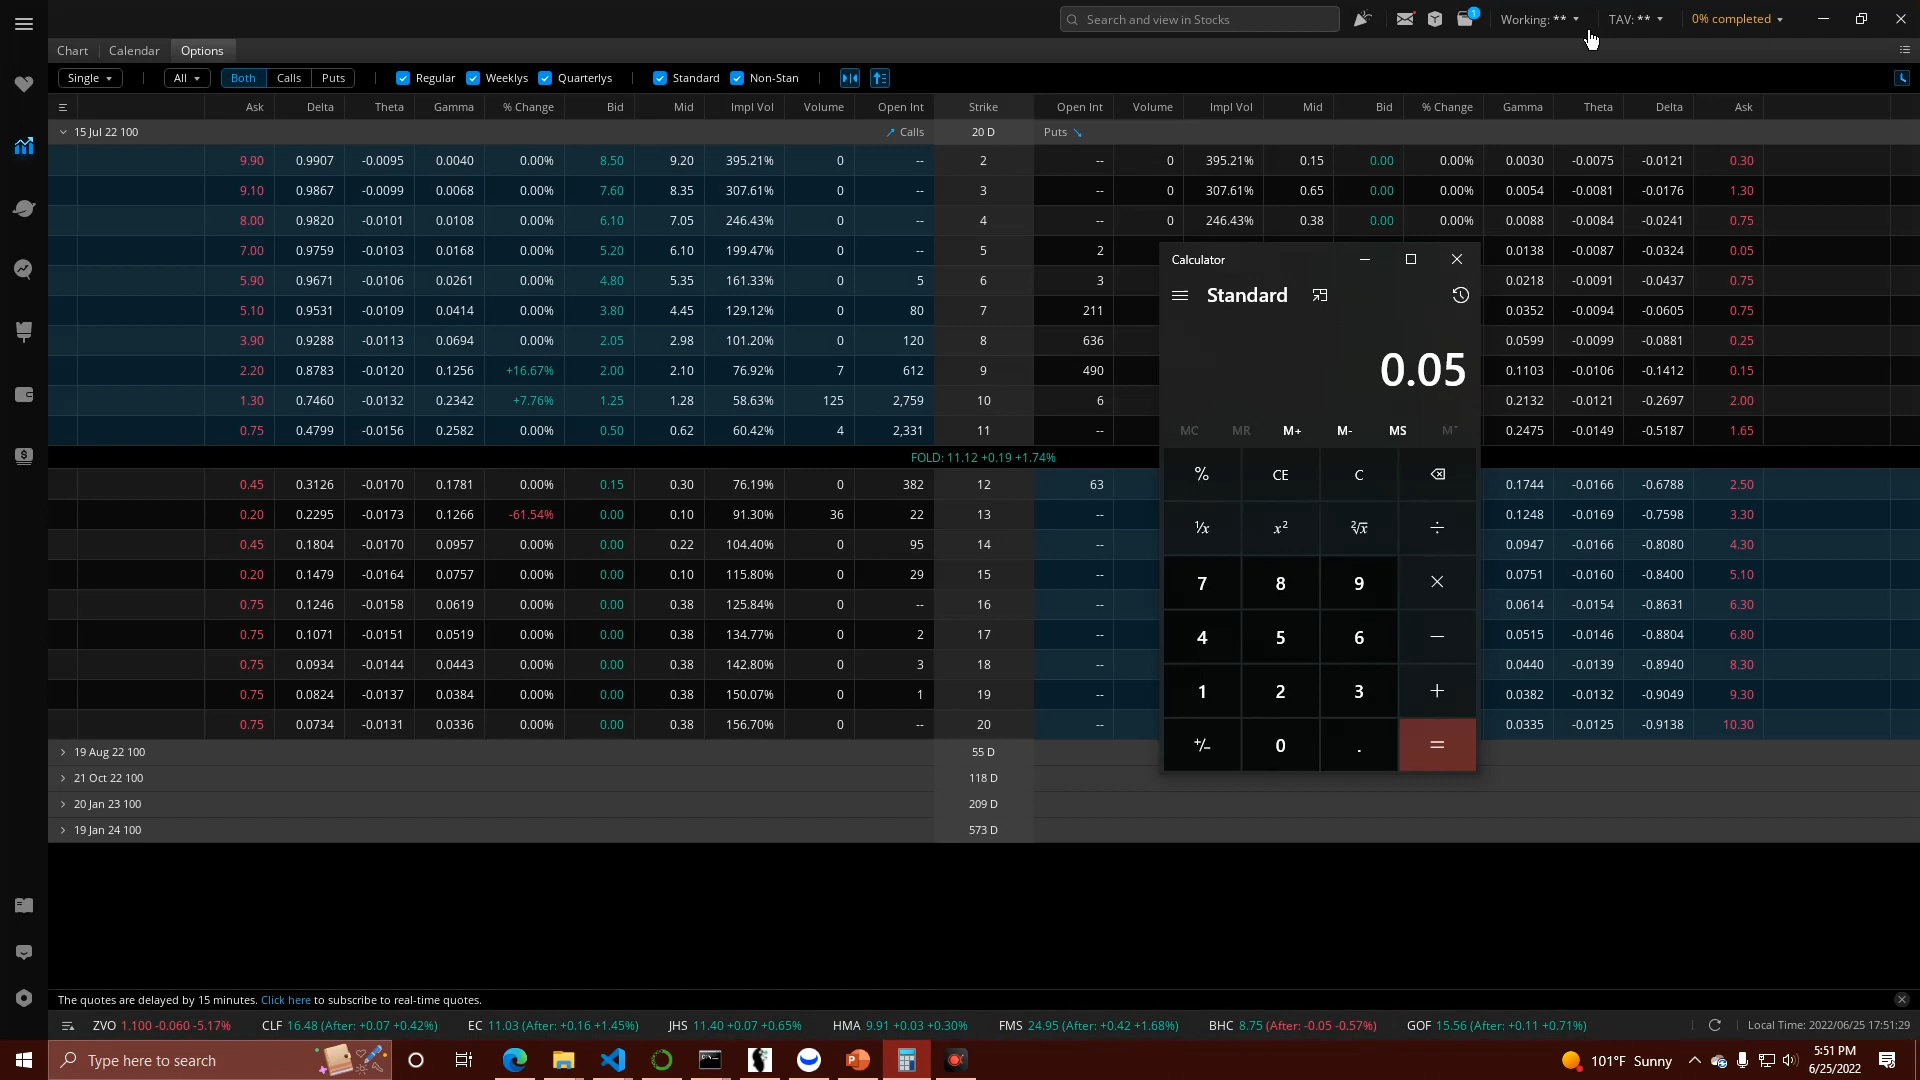 Search and view in Stocks 1 Working: ** TAV: ** 0% completed
Chart Calendar Options
Single All Both Calls Puts Regular Weeklys Quarterlys Standard Non-Stan
Ask Delta Theta Gamma % Change Bid Mid Impl Vol Volume Open Int Strike Open Int Volume Impl Vol Mid Bid % Change Gamma Theta Delta Ask
15 Jul 22 100 Calls 20 D Puts
9.90 0.9907 -0.0095 0.0040 0.00% 8.50 9.20 395.21% 0 -- 2 -- 0 395.21% 0.15 0.00 0.00% 0.0030 -0.0075 -0.0121 0.30
9.10 0.9867 -0.0099 0.0068 0.00% 7.60 8.35 307.61% 0 -- 3 -- 0 307.61% 0.65 0.00 0.00% 0.0054 -0.0081 -0.0176 1.30
8.00 0.9820 -0.0101 0.0108 0.00% 6.10 7.05 246.43% 0 -- 4 -- 0 246.43% 0.38 0.00 0.00% 0.0088 -0.0084 -0.0241 0.75
7.00 0.9759 -0.0103 0.0168 0.00% 5.20 6.10 199.47% 0 -- 5 2 0.0138 -0.0087 -0.0324 0.05
5.90 0.9671 -0.0106 0.0261 0.00% 4.80 5.35 161.33% 0 5 6 3 0.0218 -0.0091 -0.0437 0.75
5.10 0.9531 -0.0109 0.0414 0.00% 3.80 4.45 129.12% 0 80 7 211 0.0352 -0.0094 -0.0605 0.75
3.90 0.9288 -0.0113 0.0694 0.00% 2.05 2.98 101.20% 0 120 8 636 0.0599 -0.0099 -0.0881 0.25
2.20 0.8783 -0.0120 0.1256 +16.67% 2.00 2.10 76.92% 7 612 9 490 0.1103 -0.0106 -0.1412 0.15
1.30 0.7460 -0.0132 0.2342 +7.76% 1.25 1.28 58.63% 125 2,759 10 6 0.2132 -0.0121 -0.2697 2.00
0.75 0.4799 -0.0156 0.2582 0.00% 0.50 0.62 60.42% 4 2,331 11 -- 0.2475 -0.0149 -0.5187 1.65
FOLD: 11.12 +0.19 +1.74%
0.45 0.3126 -0.0170 0.1781 0.00% 0.15 0.30 76.19% 0 382 12 63 0.1744 -0.0166 -0.6788 2.50
0.20 0.2295 -0.0173 0.1266 -61.54% 0.00 0.10 91.30% 36 22 13 -- 0.1248 -0.0169 -0.7598 3.30
0.45 0.1804 -0.0170 0.0957 0.00% 0.00 0.22 104.40% 0 95 14 -- 0.0947 -0.0166 -0.8080 4.30
0.20 0.1479 -0.0164 0.0757 0.00% 0.00 0.10 115.80% 0 29 15 -- 0.0751 -0.0160 -0.8400 5.10
0.75 0.1246 -0.0158 0.0619 0.00% 0.00 0.38 125.84% 0 -- 16 -- 0.0614 -0.0154 -0.8631 6.30
0.75 0.1071 -0.0151 0.0519 0.00% 0.00 0.38 134.77% 0 2 17 -- 0.0515 -0.0146 -0.8804 6.80
0.75 0.0934 -0.0144 0.0443 0.00% 0.00 0.38 142.80% 0 3 18 -- 0.0440 -0.0139 -0.8940 8.30
0.75 0.0824 -0.0137 0.0384 0.00% 0.00 0.38 150.07% 0 1 19 -- 0.0382 -0.0132 -0.9049 9.30
0.75 0.0734 -0.0131 0.0336 0.00% 0.00 0.38 156.70% 0 -- 20 -- 0.0335 -0.0125 -0.9138 10.30
19 Aug 22 100 55 D
21 Oct 22 100 118 D
20 Jan 23 100 209 D
19 Jan 24 100 573 D
Calculator
Standard
0.05
MC MR M+ M- MS M˅
% CE C
⅟x x² ²√x ÷
7 8 9 ×
4 5 6 −
1 2 3 +
+/− 0 . =
The quotes are delayed by 15 minutes. Click here to subscribe to real-time quotes.
ZVO 1.100 -0.060 -5.17% CLF 16.48 (After: +0.07 +0.42%) EC 11.03 (After: +0.16 +1.45%) JHS 11.40 +0.07 +0.65% HMA 9.91 +0.03 +0.30% FMS 24.95 (After: +0.42 +1.68%) BHC 8.75 (After: -0.05 -0.57%) GOF 15.56 (After: +0.11 +0.71%) Local Time: 2022/06/25 17:51:29
Type here to search 101°F Sunny 5:51 PM
6/25/2022